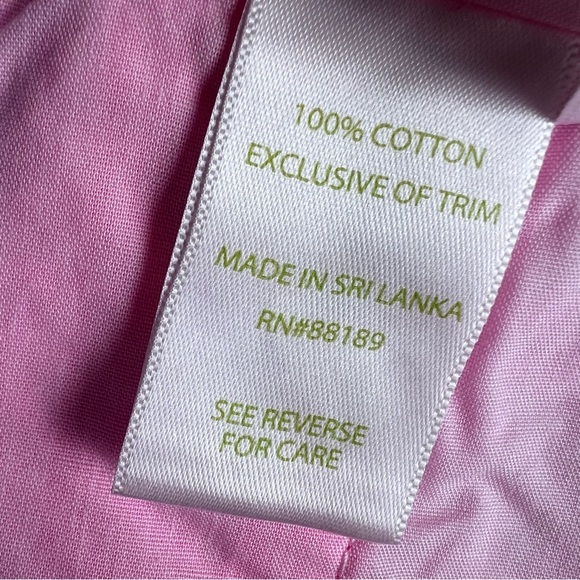 100% COTTON
EXCLUSIVE OF TRIM
MADE IN SRI LANKA
RN#88189
SEE REVERSE
FOR CARE